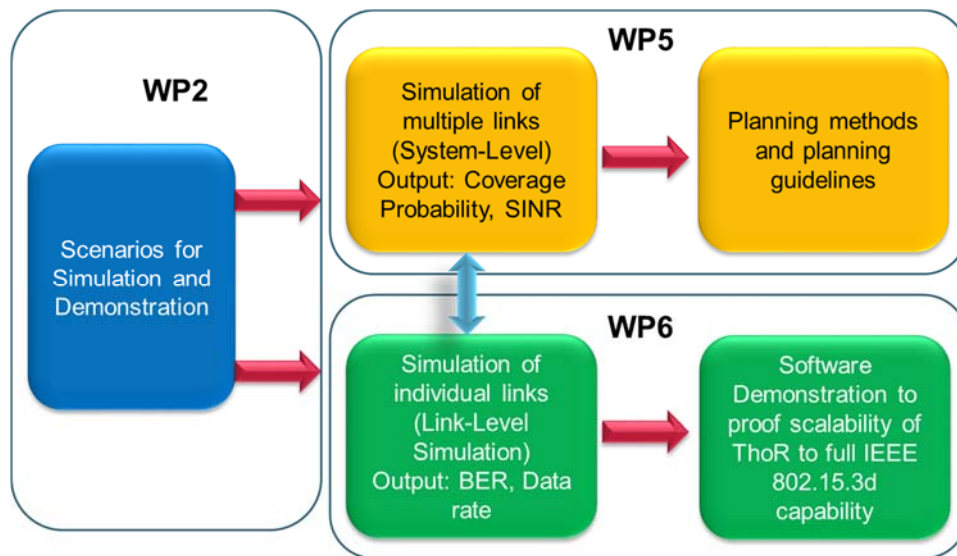 WP2
Scenarios for
Simulation and
Demonstration
WP5
Simulation of
multiple links
(System-Level)
Output: Coverage
Probability, SINR
Planning methods
and planning
guidelines
WP6
Simulation of
individual links
(Link-Level
Simulation)
Output: BER, Data
rate
Software
Demonstration to
proof scalability of
ThoR to full IEEE
802.15.3d
capability